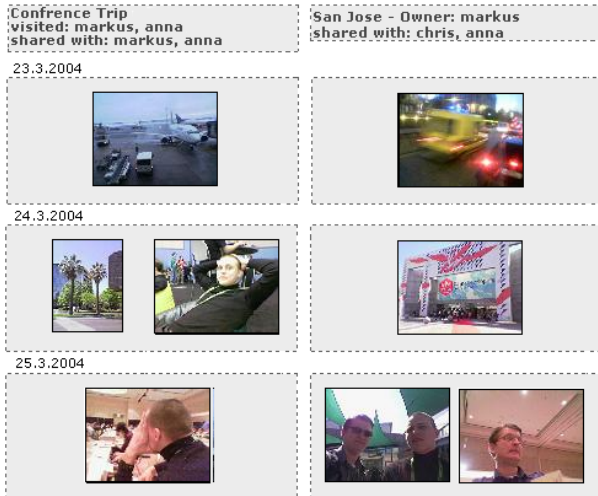 Confrence Trip
visited: markus, anna
shared with: markus, anna
San Jose - Owner: markus
shared with: chris, anna
23.3.2004
24.3.2004
25.3.2004